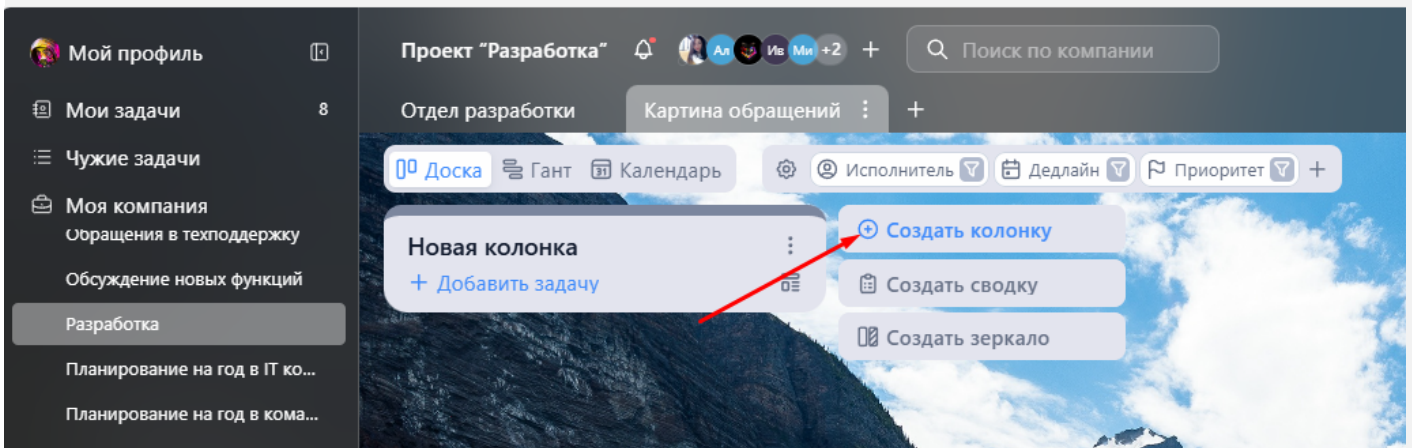 Мой профиль
Мои задачи 8
Чужие задачи
Моя компания
Обращения в техподдержку
Обсуждение новых функций
Разработка
Планирование на год в IT ко...
Планирование на год в кома...
Проект "Разработка" Ал Ив Ми +2 + Поиск по компании
Отдел разработки Картина обращений +
Доска Гант 31 Календарь Исполнитель Дедлайн Приоритет +
Новая колонка
+ Добавить задачу
Создать колонку
Создать сводку
Создать зеркало